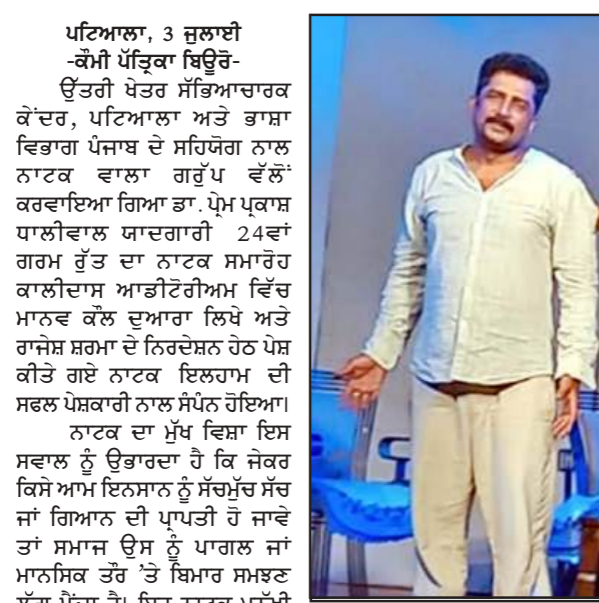 ਪਟਿਆਲਾ, 3 ਜੁਲਾਈ
-ਕੌਮੀ ਪੱਤ੍ਰਿਕਾ ਬਿਊਰੋ-
ਉੱਤਰੀ ਖੇਤਰ ਸੱਭਿਆਚਾਰਕ
ਕੇਂਦਰ, ਪਟਿਆਲਾ ਅਤੇ ਭਾਸ਼ਾ
ਵਿਭਾਗ ਪੰਜਾਬ ਦੇ ਸਹਿਯੋਗ ਨਾਲ
ਨਾਟਕ ਵਾਲਾ ਗਰੁੱਪ ਵੱਲੋਂ
ਕਰਵਾਇਆ ਗਿਆ ਡਾ.ਪ੍ਰੇਮ ਪ੍ਰਕਾਸ਼
ਧਾਲੀਵਾਲ ਯਾਦਗਾਰੀ 24ਵਾਂ
ਗਰਮ ਰੁੱਤ ਦਾ ਨਾਟਕ ਸਮਾਰੋਹ
ਕਾਲੀਦਾਸ ਆਡੀਟੋਰੀਅਮ ਵਿੱਚ
ਮਾਨਵ ਕੌਲ ਦੁਆਰਾ ਲਿਖੇ ਅਤੇ
ਰਾਜੇਸ਼ ਸ਼ਰਮਾ ਦੇ ਨਿਰਦੇਸ਼ਨ ਹੇਠ ਪੇਸ਼
ਕੀਤੇ ਗਏ ਨਾਟਕ ਇਲਹਾਮ ਦੀ
ਸਫਲ ਪੇਸ਼ਕਾਰੀ ਨਾਲ ਸੰਪੰਨ ਹੋਇਆ।
ਨਾਟਕ ਦਾ ਮੁੱਖ ਵਿਸ਼ਾ ਇਸ
ਸਵਾਲ ਨੂੰ ਉਭਾਰਦਾ ਹੈ ਕਿ ਜੇਕਰ
ਕਿਸੇ ਆਮ ਇਨਸਾਨ ਨੂੰ ਸੱਚਮੁੱਚ ਸੱਚ
ਜਾਂ ਗਿਆਨ ਦੀ ਪ੍ਰਾਪਤੀ ਹੋ ਜਾਵੇ
ਤਾਂ ਸਮਾਜ ਉਸ ਨੂੰ ਪਾਗਲ ਜਾਂ
ਮਾਨਸਿਕ ਤੌਰ 'ਤੇ ਬਿਮਾਰ ਸਮਝਣ